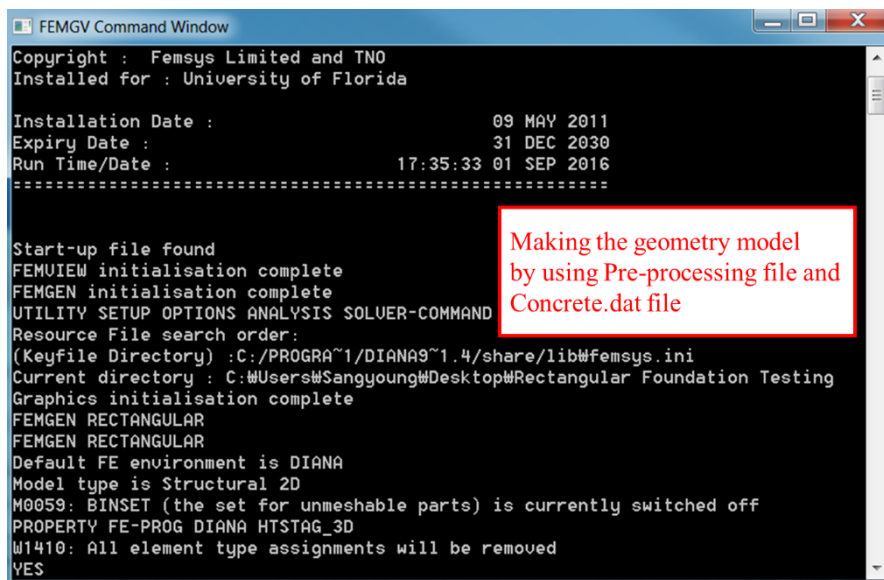 FEMGV Command Window
Copyright :  Femsys Limited and TNO
Installed for : University of Florida
Installation Date :                              09 MAY 2011
Expiry Date :                                    31 DEC 2030
Run Time/Date :                         17:35:33 01 SEP 2016
::::::::::::::::::::::::::::::::::::::::::::::::::::::::::::
Start-up file found
FEMVIEW initialisation complete
FEMGEN initialisation complete
UTILITY SETUP OPTIONS ANALYSIS SOLVER-COMMAND
Resource File search order:
(Keyfile Directory) :C:/PROGRA~1/DIANA9~1.4/share/lib₩femsys.ini
Current directory : C:₩Users₩Sangyoung₩Desktop₩Rectangular Foundation Testing
Graphics initialisation complete
FEMGEN RECTANGULAR
FEMGEN RECTANGULAR
Default FE environment is DIANA
Model type is Structural 2D
M0059: BINSET (the set for unmeshable parts) is currently switched off
PROPERTY FE-PROG DIANA HTSTAG_3D
W1410: All element type assignments will be removed
YES
Making the geometry model
by using Pre-processing file and
Concrete.dat file